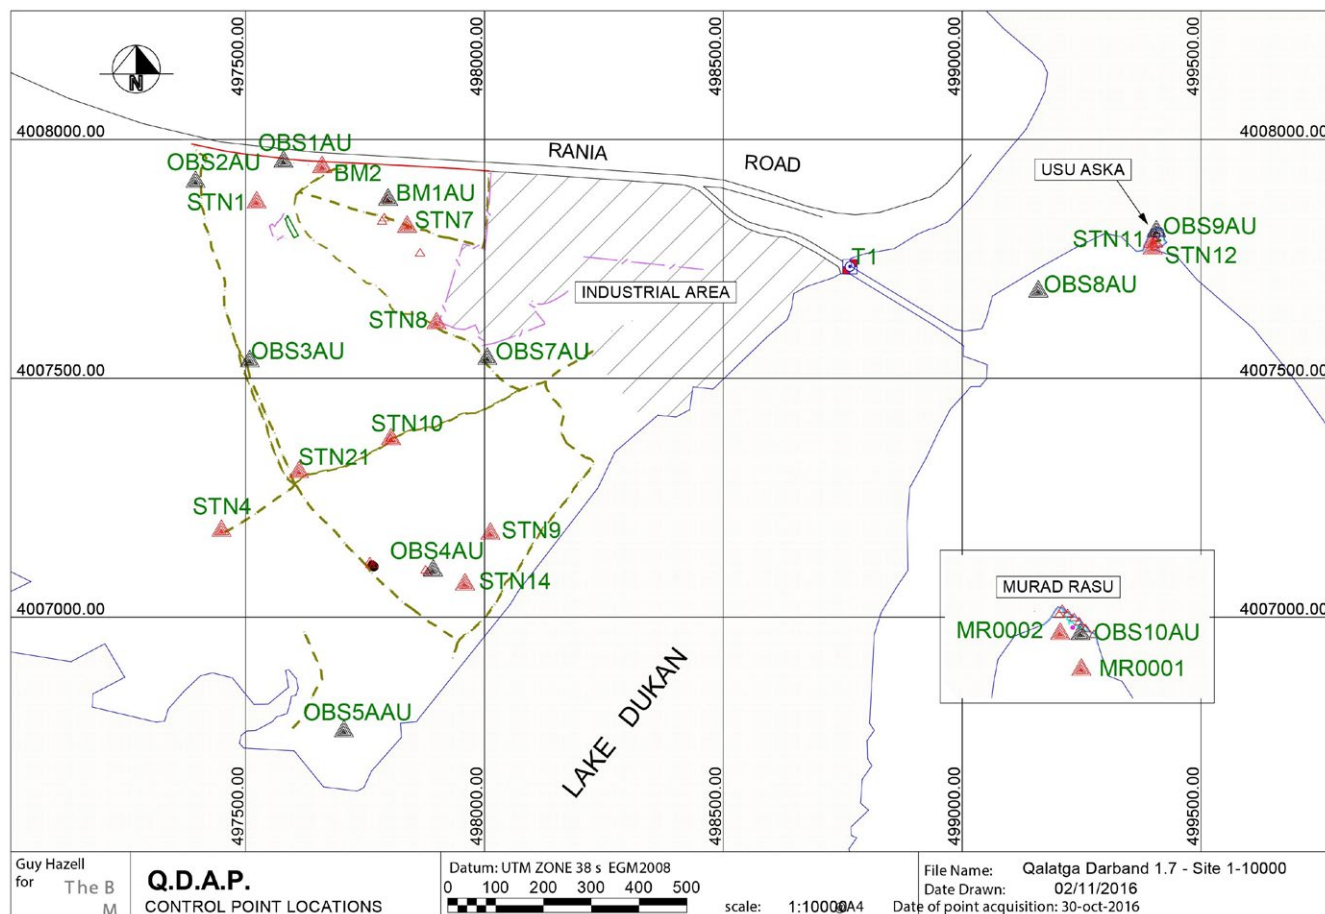 497500.00
498000.00
498500.00
499000.00
499500.00
4008000.00
4008000.00
N
OBS1AU
RANIA
ROAD
OBS2AU
BM2
USU ASKA
STN1
BM1AU
STN7
OBS9AU
STN11
STN12
T1
OBS8AU
INDUSTRIAL AREA
STN8
OBS3AU
OBS7AU
4007500.00
4007500.00
STN10
STN21
STN4
STN9
OBS4AU
STN14
MURAD RASU
4007000.00
4007000.00
MR0002
OBS10AU
MR0001
LAKE DUKAN
OBS5AAU
497500.00
498000.00
498500.00
499000.00
499500.00
Guy Hazell
for
The B
M
Q.D.A.P.
CONTROL POINT LOCATIONS
Datum: UTM ZONE 38 s EGM2008
0 100 200 300 400 500
scale: 1:10000@A4
File Name: Qalatga Darband 1.7 - Site 1-10000
Date Drawn: 02/11/2016
Date of point acquisition: 30-oct-2016